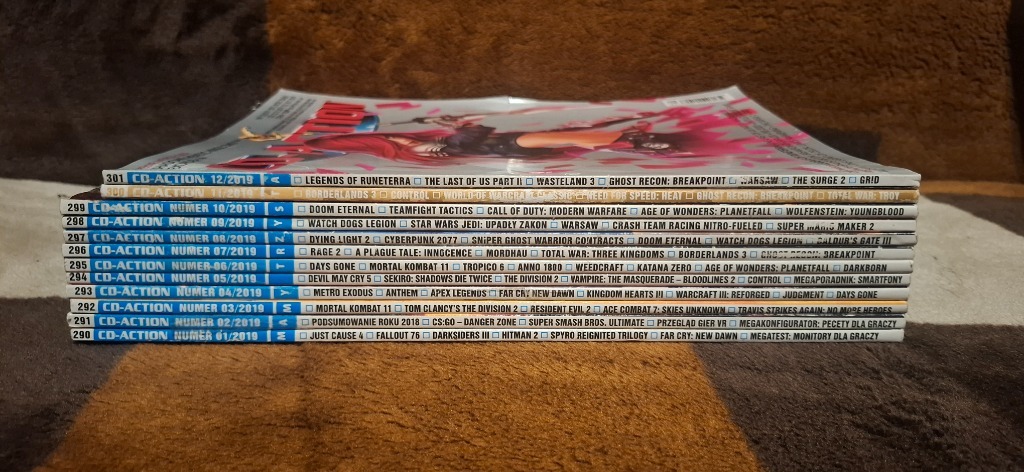 301 CD-ACTION 12/2019 A LEGENDS OF RUNETERRA THE LAST OF US PART II WASTELAND 3 GHOST RECON: BREAKPOINT WARSAW THE SURGE 2 GRID
300 CD-ACTION 11/2019 BORDERLANDS 3 CONTROL WORLD OF WARCRAFT CLASSIC NEED FOR SPEED: HEAT GHOST RECON: BREAKPOINT TOTAL WAR: TROY
299 CD-ACTION NUMER 10/2019 S DOOM ETERNAL TEAMFIGHT TACTICS CALL OF DUTY: MODERN WARFARE AGE OF WONDERS: PLANETFALL WOLFENSTEIN: YOUNGBLOOD
298 CD-ACTION NUMER 09/2019 Y WATCH DOGS LEGION STAR WARS JEDI: UPADŁY ZAKON WARSAW CRASH TEAM RACING NITRO-FUELED SUPER MARIO MAKER 2
297 CD-ACTION NUMER 08/2019 Z DYING LIGHT 2 CYBERPUNK 2077 SNIPER GHOST WARRIOR CONTRACTS DOOM ETERNAL WATCH DOGS LEGION BALDUR'S GATE III
296 CD-ACTION NUMER 07/2019 R RAGE 2 A PLAGUE TALE: INNOCENCE MORDHAU TOTAL WAR: THREE KINGDOMS BORDERLANDS 3 GHOST RECON: BREAKPOINT
295 CD-ACTION NUMER 06/2019 T DAYS GONE MORTAL KOMBAT 11 TROPICO 6 ANNO 1800 WEEDCRAFT KATANA ZERO AGE OF WONDERS: PLANETFALL DARKBORN
294 CD-ACTION NUMER 05/2019 DEVIL MAY CRY 5 SEKIRO: SHADOWS DIE TWICE THE DIVISION 2 VAMPIRE: THE MASQUERADE – BLOODLINES 2 CONTROL MEGAPORADNIK: SMARTFONY
293 CD-ACTION NUMER 04/2019 Y METRO EXODUS ANTHEM APEX LEGENDS FAR CRY NEW DAWN KINGDOM HEARTS III WARCRAFT III: REFORGED JUDGMENT DAYS GONE
292 CD-ACTION NUMER 03/2019 M MORTAL KOMBAT 11 TOM CLANCY'S THE DIVISION 2 RESIDENT EVIL 2 ACE COMBAT 7: SKIES UNKNOWN TRAVIS STRIKES AGAIN: NO MORE HEROES
291 CD-ACTION NUMER 02/2019 A PODSUMOWANIE ROKU 2018 CS:GO – DANGER ZONE SUPER SMASH BROS. ULTIMATE PRZEGLĄD GIER VR MEGAKONFIGURATOR: PECETY DLA GRACZY
290 CD-ACTION NUMER 01/2019 M JUST CAUSE 4 FALLOUT 76 DARKSIDERS III HITMAN 2 SPYRO REIGNITED TRILOGY FAR CRY: NEW DAWN MEGATEST: MONITORY DLA GRACZY